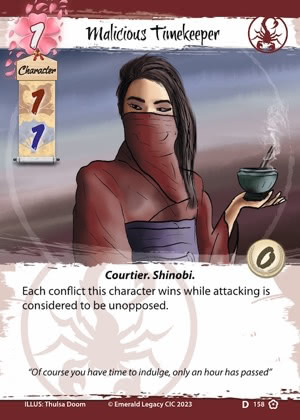 1
Malicious Timekeeper
Character
1
1
0
Courtier. Shinobi.
Each conflict this character wins while attacking is
considered to be unopposed.
"Of course you have time to indulge, only an hour has passed"
ILLUS: Thulsa Doom © Emerald Legacy CIC 2023 D 158